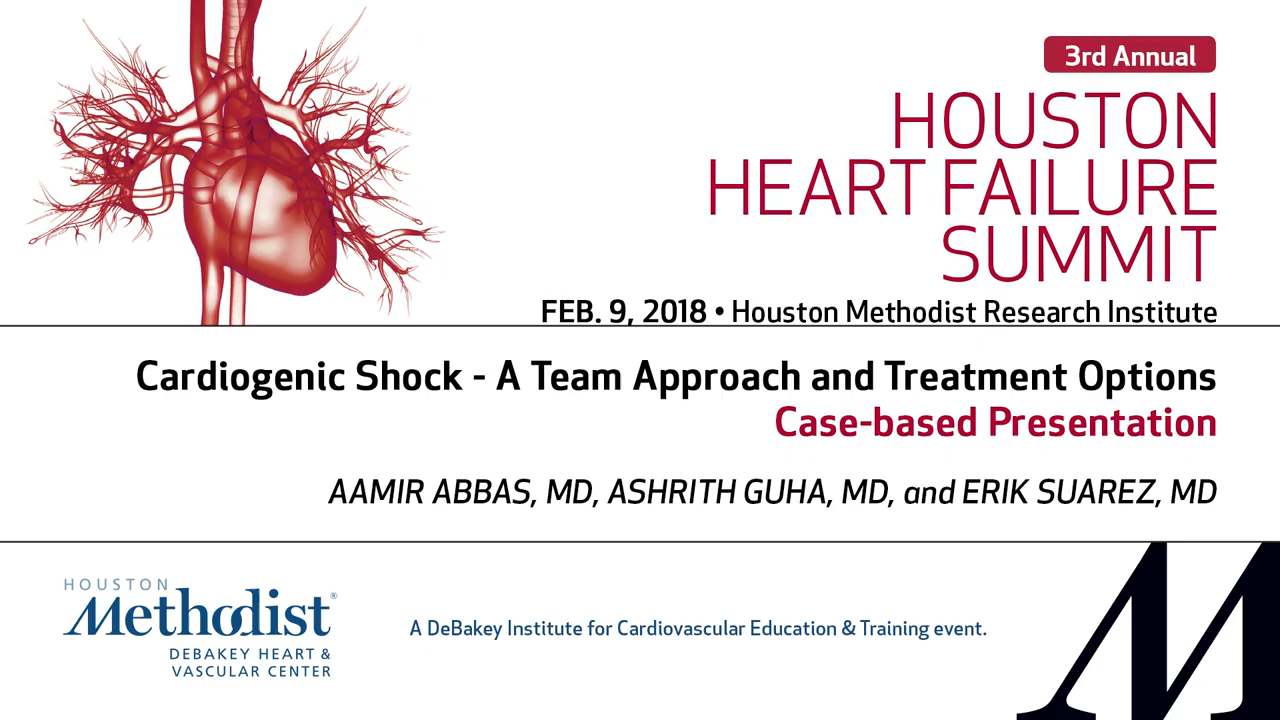 3rd Annual
HOUSTON
HEART FAILURE
SUMMIT
FEB. 9, 2018 • Houston Methodist Research Institute
Cardiogenic Shock - A Team Approach and Treatment Options
Case-based Presentation
AAMIR ABBAS, MD, ASHRITH GUHA, MD, and ERIK SUAREZ, MD
HOUSTON
Methodist®
DEBAKEY HEART &
VASCULAR CENTER
A DeBakey Institute for Cardiovascular Education & Training event.
M